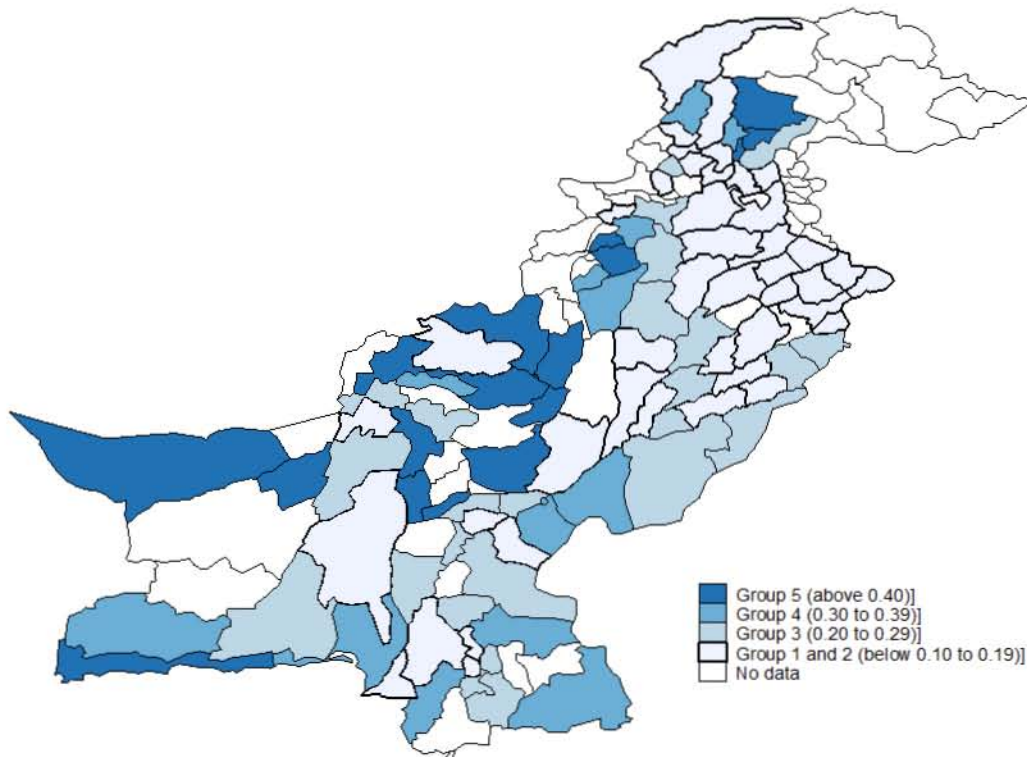 Group 5 (above 0.40)]
Group 4 (0.30 to 0.39)]
Group 3 (0.20 to 0.29)]
Group 1 and 2 (below 0.10 to 0.19)]
No data